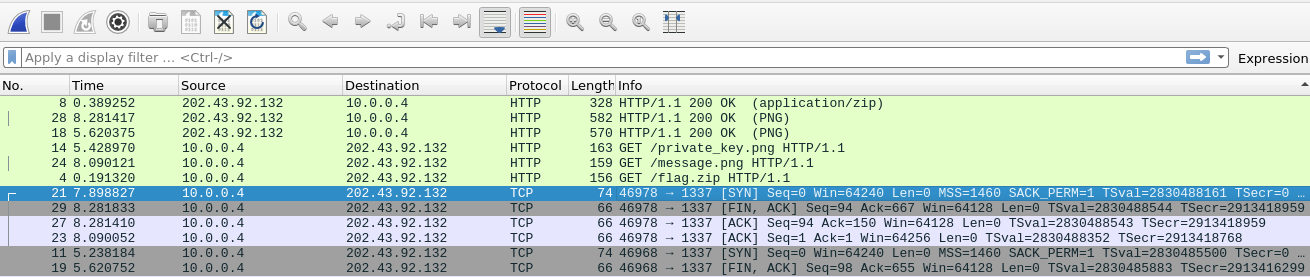 Apply a display filter … <Ctrl-/>
Expression
No. Time Source Destination Protocol Length Info
8 0.389252 202.43.92.132 10.0.0.4 HTTP 328 HTTP/1.1 200 OK (application/zip)
28 8.281417 202.43.92.132 10.0.0.4 HTTP 582 HTTP/1.1 200 OK (PNG)
18 5.620375 202.43.92.132 10.0.0.4 HTTP 570 HTTP/1.1 200 OK (PNG)
14 5.428970 10.0.0.4 202.43.92.132 HTTP 163 GET /private_key.png HTTP/1.1
24 8.090121 10.0.0.4 202.43.92.132 HTTP 159 GET /message.png HTTP/1.1
4 0.191320 10.0.0.4 202.43.92.132 HTTP 156 GET /flag.zip HTTP/1.1
21 7.898827 10.0.0.4 202.43.92.132 TCP 74 46978 → 1337 [SYN] Seq=0 Win=64240 Len=0 MSS=1460 SACK_PERM=1 TSval=2830488161 TSecr=0 …
29 8.281833 10.0.0.4 202.43.92.132 TCP 66 46978 → 1337 [FIN, ACK] Seq=94 Ack=667 Win=64128 Len=0 TSval=2830488544 TSecr=2913418959
27 8.281410 10.0.0.4 202.43.92.132 TCP 66 46978 → 1337 [ACK] Seq=94 Ack=150 Win=64128 Len=0 TSval=2830488543 TSecr=2913418959
23 8.090052 10.0.0.4 202.43.92.132 TCP 66 46978 → 1337 [ACK] Seq=1 Ack=1 Win=64256 Len=0 TSval=2830488352 TSecr=2913418768
11 5.238184 10.0.0.4 202.43.92.132 TCP 74 46968 → 1337 [SYN] Seq=0 Win=64240 Len=0 MSS=1460 SACK_PERM=1 TSval=2830485500 TSecr=0 …
19 5.620752 10.0.0.4 202.43.92.132 TCP 66 46968 → 1337 [FIN, ACK] Seq=98 Ack=655 Win=64128 Len=0 TSval=2830485883 TSecr=2913416299